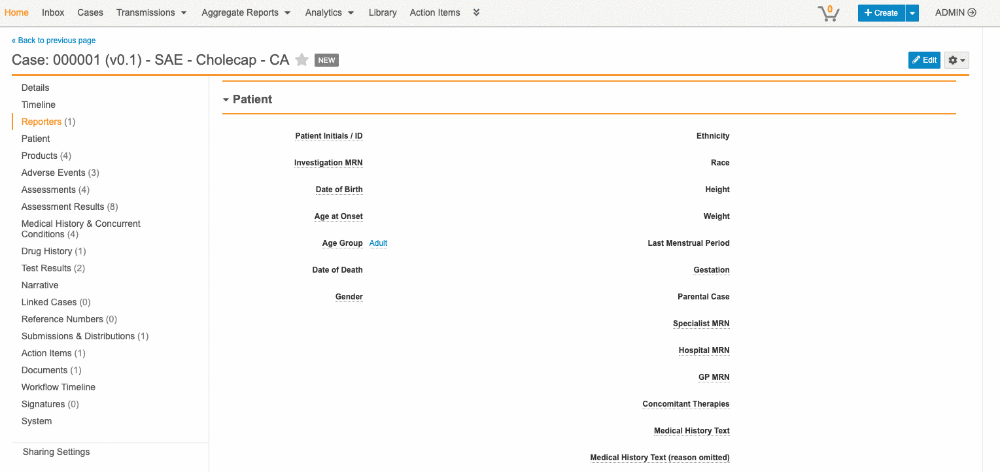 Home Inbox Cases Transmissions Aggregate Reports Analytics Library Action Items 0 + Create ADMIN
« Back to previous page
Case: 000001 (v0.1) - SAE - Cholecap - CA NEW Edit
Details
Timeline
Reporters (1)
Patient
Products (4)
Adverse Events (3)
Assessments (4)
Assessment Results (8)
Medical History & Concurrent
Conditions (4)
Drug History (1)
Test Results (2)
Narrative
Linked Cases (0)
Reference Numbers (0)
Submissions & Distributions (1)
Action Items (1)
Documents (1)
Workflow Timeline
Signatures (0)
System
Sharing Settings
Patient
Patient Initials / ID
Investigation MRN
Date of Birth
Age at Onset
Age Group Adult
Date of Death
Gender
Ethnicity
Race
Height
Weight
Last Menstrual Period
Gestation
Parental Case
Specialist MRN
Hospital MRN
GP MRN
Concomitant Therapies
Medical History Text
Medical History Text (reason omitted)